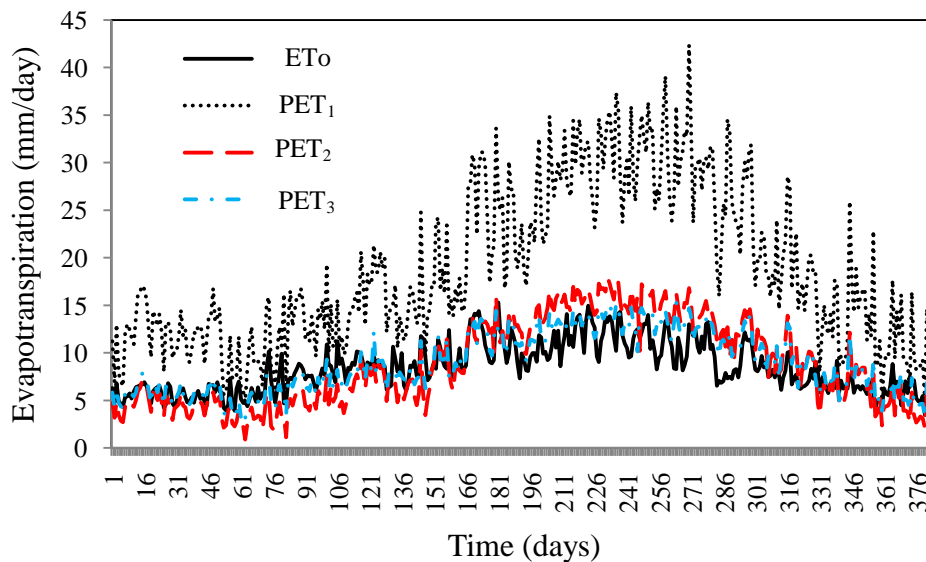 45
40
35
30
25
20
15
10
5
0
Evapotranspiration (mm/day)
ETo
PET₁
PET₂
PET₃
1 16 31 46 61 76 91 106 121 136 151 166 181 196 211 226 241 256 271 286 301 316 331 346 361 376
Time (days)